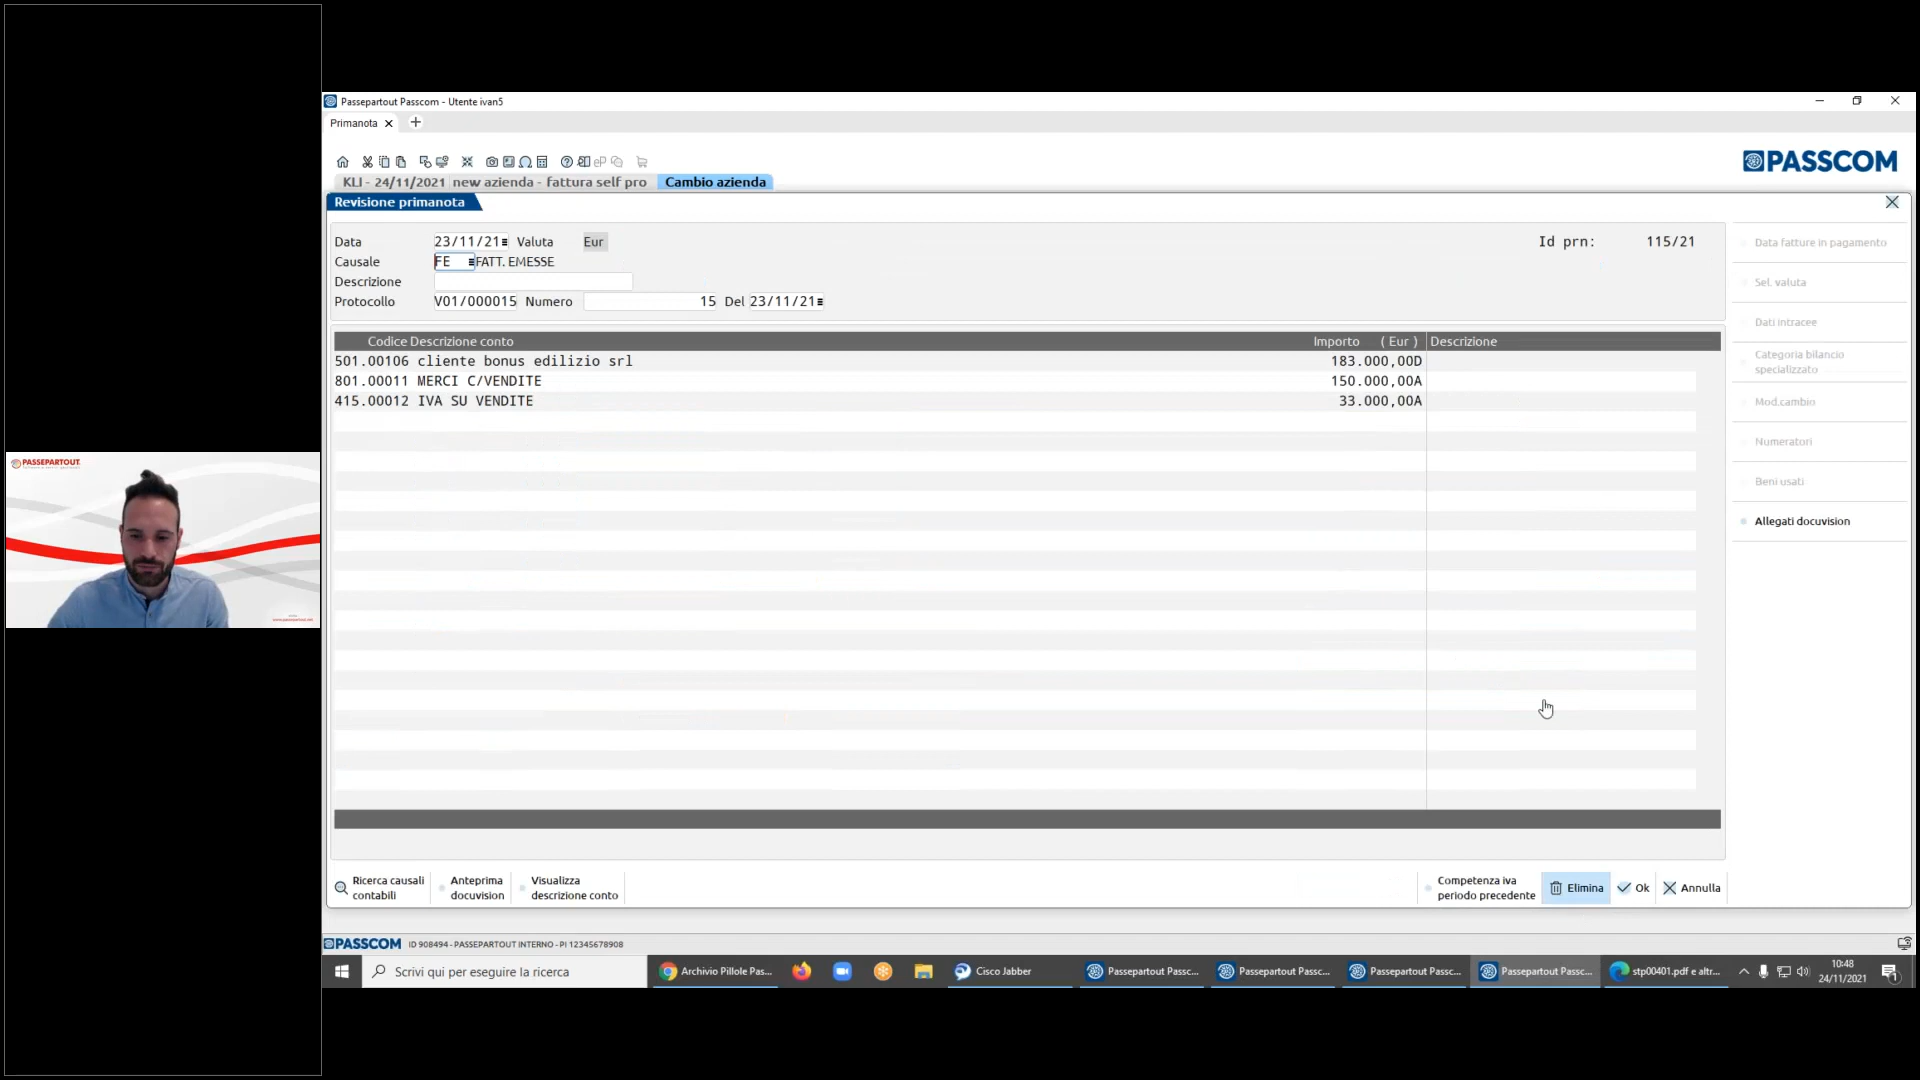 Passepartout Passcom - Utente ivan5
Primanota
PASSCOM
KLI - 24/11/2021 new azienda - fattura self pro Cambio azienda
Revisione primanota
Data 23/11/21 Valuta Eur Id prn: 115/21
Causale FE FATT. EMESSE
Descrizione
Protocollo V01/000015 Numero 15 Del 23/11/21
Codice Descrizione conto Importo ( Eur ) Descrizione
501.00106 cliente bonus edilizio srl 183.000,00D
801.00011 MERCI C/VENDITE 150.000,00A
415.00012 IVA SU VENDITE 33.000,00A
Data fatture in pagamento
Sel. valuta
Dati intracee
Categoria bilancio
specializzato
Mod.cambio
Numeratori
Beni usati
Allegati docuvision
PASSEPARTOUT
www.passepartout.net
Ricerca causali
contabili
Anteprima
docuvision
Visualizza
descrizione conto
Competenza iva
periodo precedente
Elimina
Ok
Annulla
PASSCOM ID 908494 - PASSEPARTOUT INTERNO - PI 12345678908
Scrivi qui per eseguire la ricerca
Archivio Pillole Pas...
Cisco Jabber
Passepartout Passc...
Passepartout Passc...
Passepartout Passc...
Passepartout Passc...
stp00401.pdf e altr...
10:48
24/11/2021
1